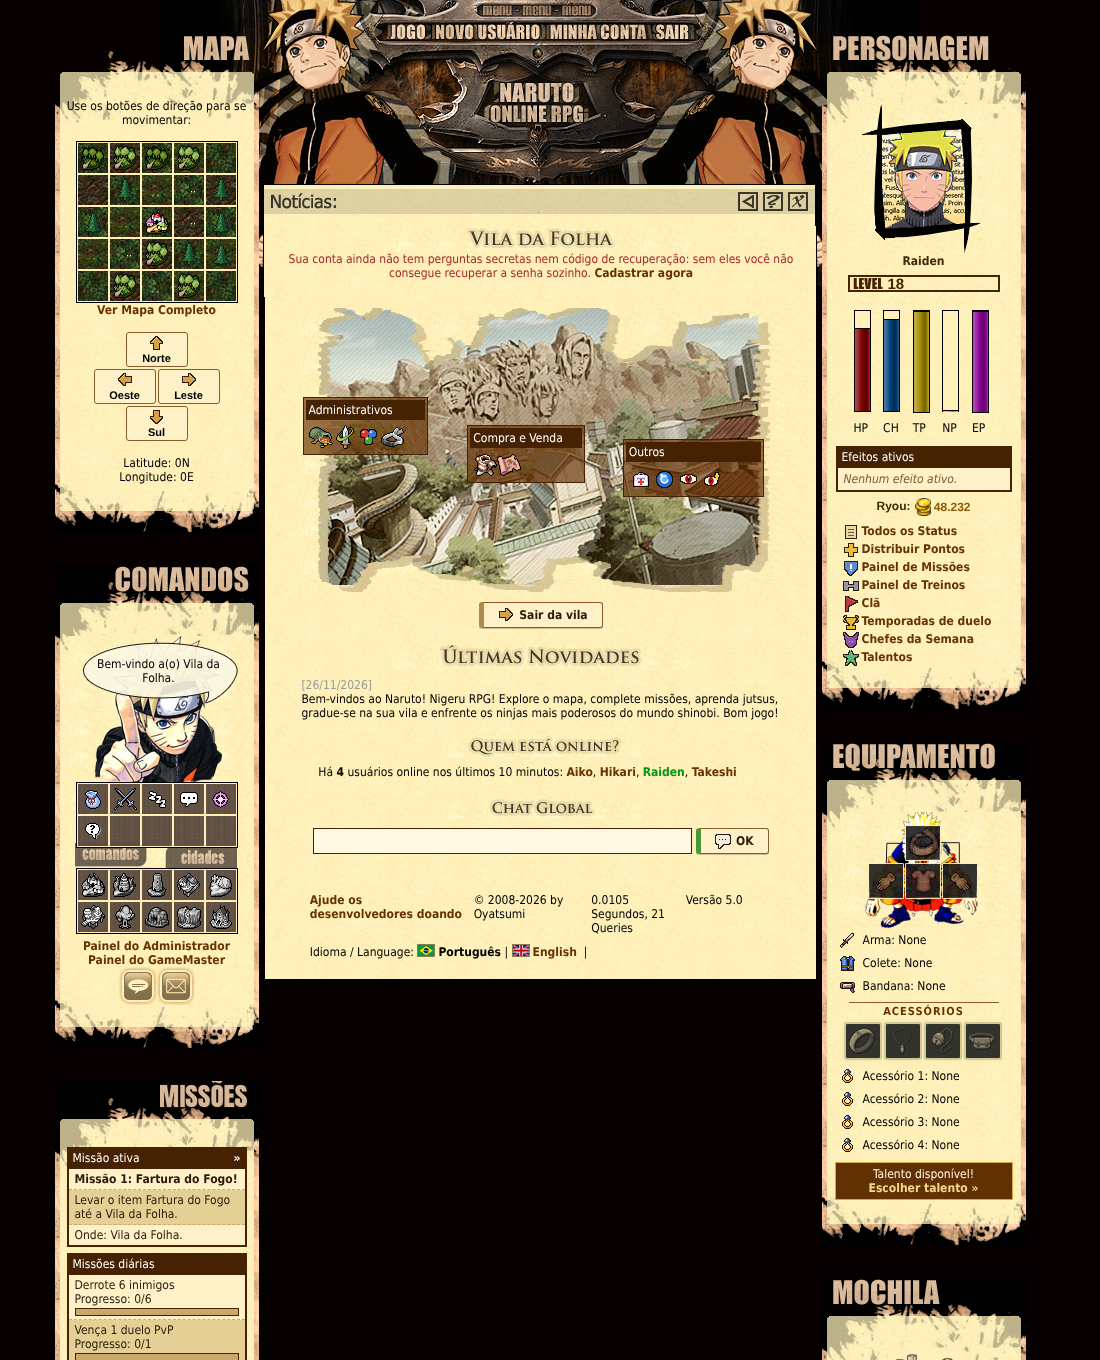 menu - menu - menu
JOGO NOVO USUÁRIO MINHA CONTA SAIR
NARUTO
ONLINE RPG
MAPA
Use os botões de direção para se
movimentar:
Ver Mapa Completo
Norte
Oeste
Leste
Sul
Latitude: 0N
Longitude: 0E
COMANDOS
Bem-vindo a(o) Vila da
Folha.
comandos
cidades
Painel do Administrador
Painel do GameMaster
MISSÕES
Missão ativa »
Missão 1: Fartura do Fogo!
Levar o item Fartura do Fogo
até a Vila da Folha.
Onde: Vila da Folha.
Missões diárias
Derrote 6 inimigos
Progresso: 0/6
Vença 1 duelo PvP
Progresso: 0/1
Notícias:
VILA DA FOLHA
Sua conta ainda não tem perguntas secretas nem código de recuperação: sem eles você não
consegue recuperar a senha sozinho. Cadastrar agora
Administrativos
Compra e Venda
Outros
Sair da vila
ÚLTIMAS NOVIDADES
[26/11/2026]
Bem-vindos ao Naruto! Nigeru RPG! Explore o mapa, complete missões, aprenda jutsus,
gradue-se na sua vila e enfrente os ninjas mais poderosos do mundo shinobi. Bom jogo!
QUEM ESTÁ ONLINE?
Há 4 usuários online nos últimos 10 minutos: Aiko, Hikari, Raiden, Takeshi
CHAT GLOBAL
OK
Ajude os
desenvolvedores doando
© 2008-2026 by
Oyatsumi
0.0105
Segundos, 21
Queries
Versão 5.0
Idioma / Language: Português | English |
PERSONAGEM
Raiden
LEVEL 18
HP CH TP NP EP
Efeitos ativos
Nenhum efeito ativo.
Ryou: 48.232
Todos os Status
Distribuir Pontos
Painel de Missões
Painel de Treinos
Clã
Temporadas de duelo
Chefes da Semana
Talentos
EQUIPAMENTO
Arma: None
Colete: None
Bandana: None
ACESSÓRIOS
Acessório 1: None
Acessório 2: None
Acessório 3: None
Acessório 4: None
Talento disponível!
Escolher talento »
MOCHILA